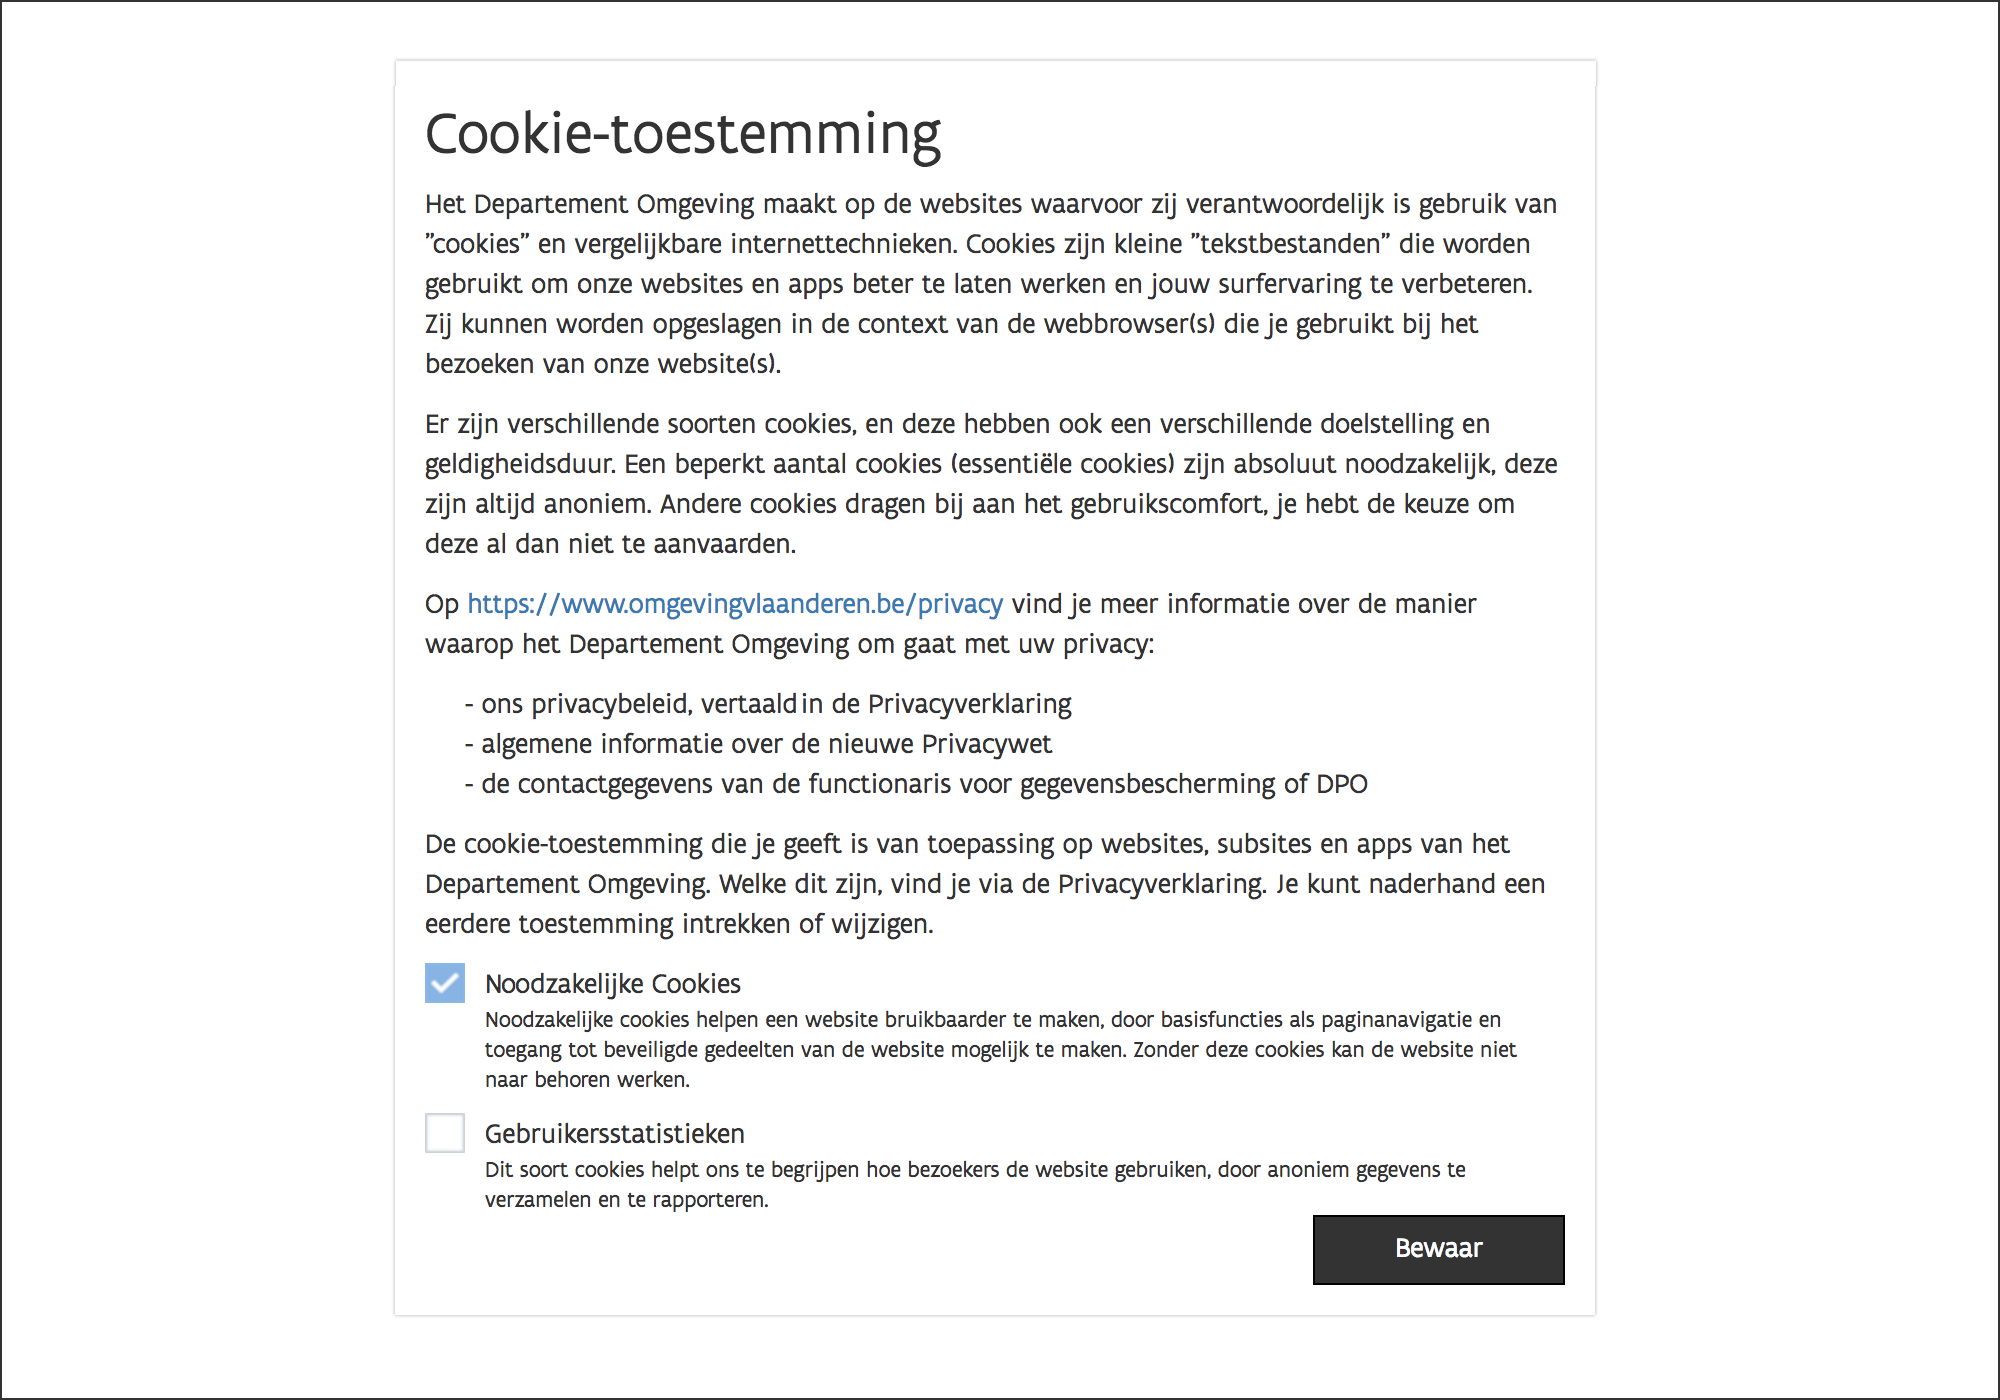 Cookie-toestemming
Het Departement Omgeving maakt op de websites waarvoor zij verantwoordelijk is gebruik van
”cookies” en vergelijkbare internettechnieken. Cookies zijn kleine ”tekstbestanden” die worden
gebruikt om onze websites en apps beter te laten werken en jouw surfervaring te verbeteren.
Zij kunnen worden opgeslagen in de context van de webbrowser(s) die je gebruikt bij het
bezoeken van onze website(s).
Er zijn verschillende soorten cookies, en deze hebben ook een verschillende doelstelling en
geldigheidsduur. Een beperkt aantal cookies (essentiële cookies) zijn absoluut noodzakelijk, deze
zijn altijd anoniem. Andere cookies dragen bij aan het gebruikscomfort, je hebt de keuze om
deze al dan niet te aanvaarden.
Op https://www.omgevingvlaanderen.be/privacy vind je meer informatie over de manier
waarop het Departement Omgeving om gaat met uw privacy:
- ons privacybeleid, vertaald in de Privacyverklaring
- algemene informatie over de nieuwe Privacywet
- de contactgegevens van de functionaris voor gegevensbescherming of DPO
De cookie-toestemming die je geeft is van toepassing op websites, subsites en apps van het
Departement Omgeving. Welke dit zijn, vind je via de Privacyverklaring. Je kunt naderhand een
eerdere toestemming intrekken of wijzigen.
Noodzakelijke Cookies
Noodzakelijke cookies helpen een website bruikbaarder te maken, door basisfuncties als paginanavigatie en
toegang tot beveiligde gedeelten van de website mogelijk te maken. Zonder deze cookies kan de website niet
naar behoren werken.
Gebruikersstatistieken
Dit soort cookies helpt ons te begrijpen hoe bezoekers de website gebruiken, door anoniem gegevens te
verzamelen en te rapporteren.
Bewaar